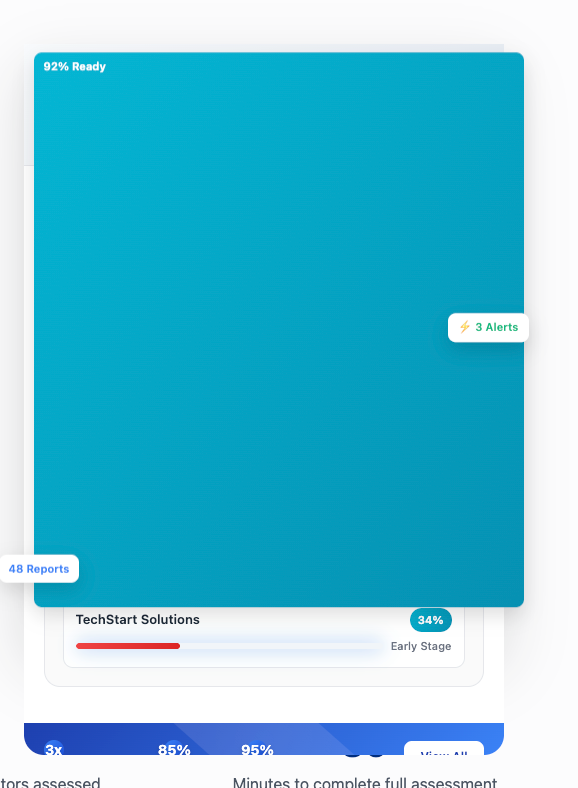 92% Ready
⚡ 3 Alerts
48 Reports
TechStart Solutions
34%
Early Stage
3x
85%
95%
View All
tors assessed
Minutes to complete full assessment